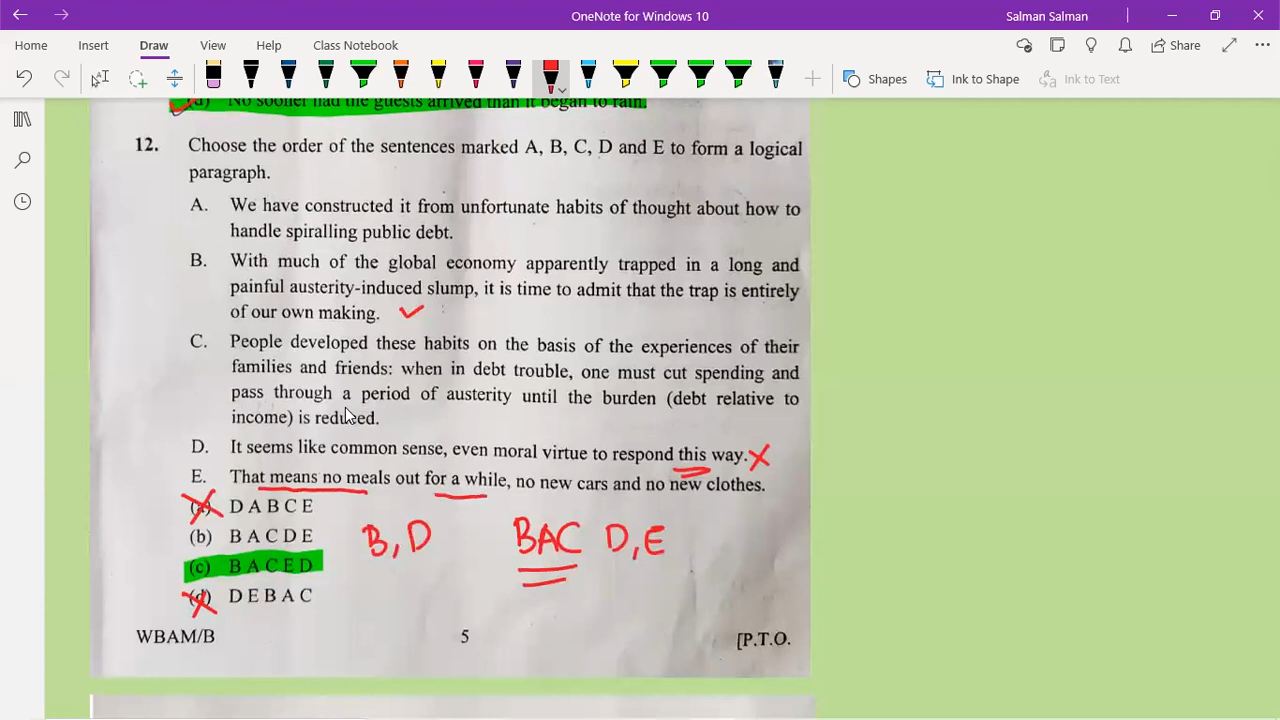 OneNote for Windows 10
Salman Salman
Home Insert Draw View Help Class Notebook
Share
Shapes Ink to Shape Ink to Text
(d) No sooner had the guests arrived than it began to rain.
12. Choose the order of the sentences marked A, B, C, D and E to form a logical
paragraph.
A. We have constructed it from unfortunate habits of thought about how to
handle spiralling public debt.
B. With much of the global economy apparently trapped in a long and
painful austerity-induced slump, it is time to admit that the trap is entirely
of our own making.
C. People developed these habits on the basis of the experiences of their
families and friends: when in debt trouble, one must cut spending and
pass through a period of austerity until the burden (debt relative to
income) is reduced.
D. It seems like common sense, even moral virtue to respond this way.
E. That means no meals out for a while, no new cars and no new clothes.
(a) D A B C E
(b) B A C D E B, D BAC D, E
(c) B A C E D
(d) D E B A C
WBAM/B 5 [P.T.O.